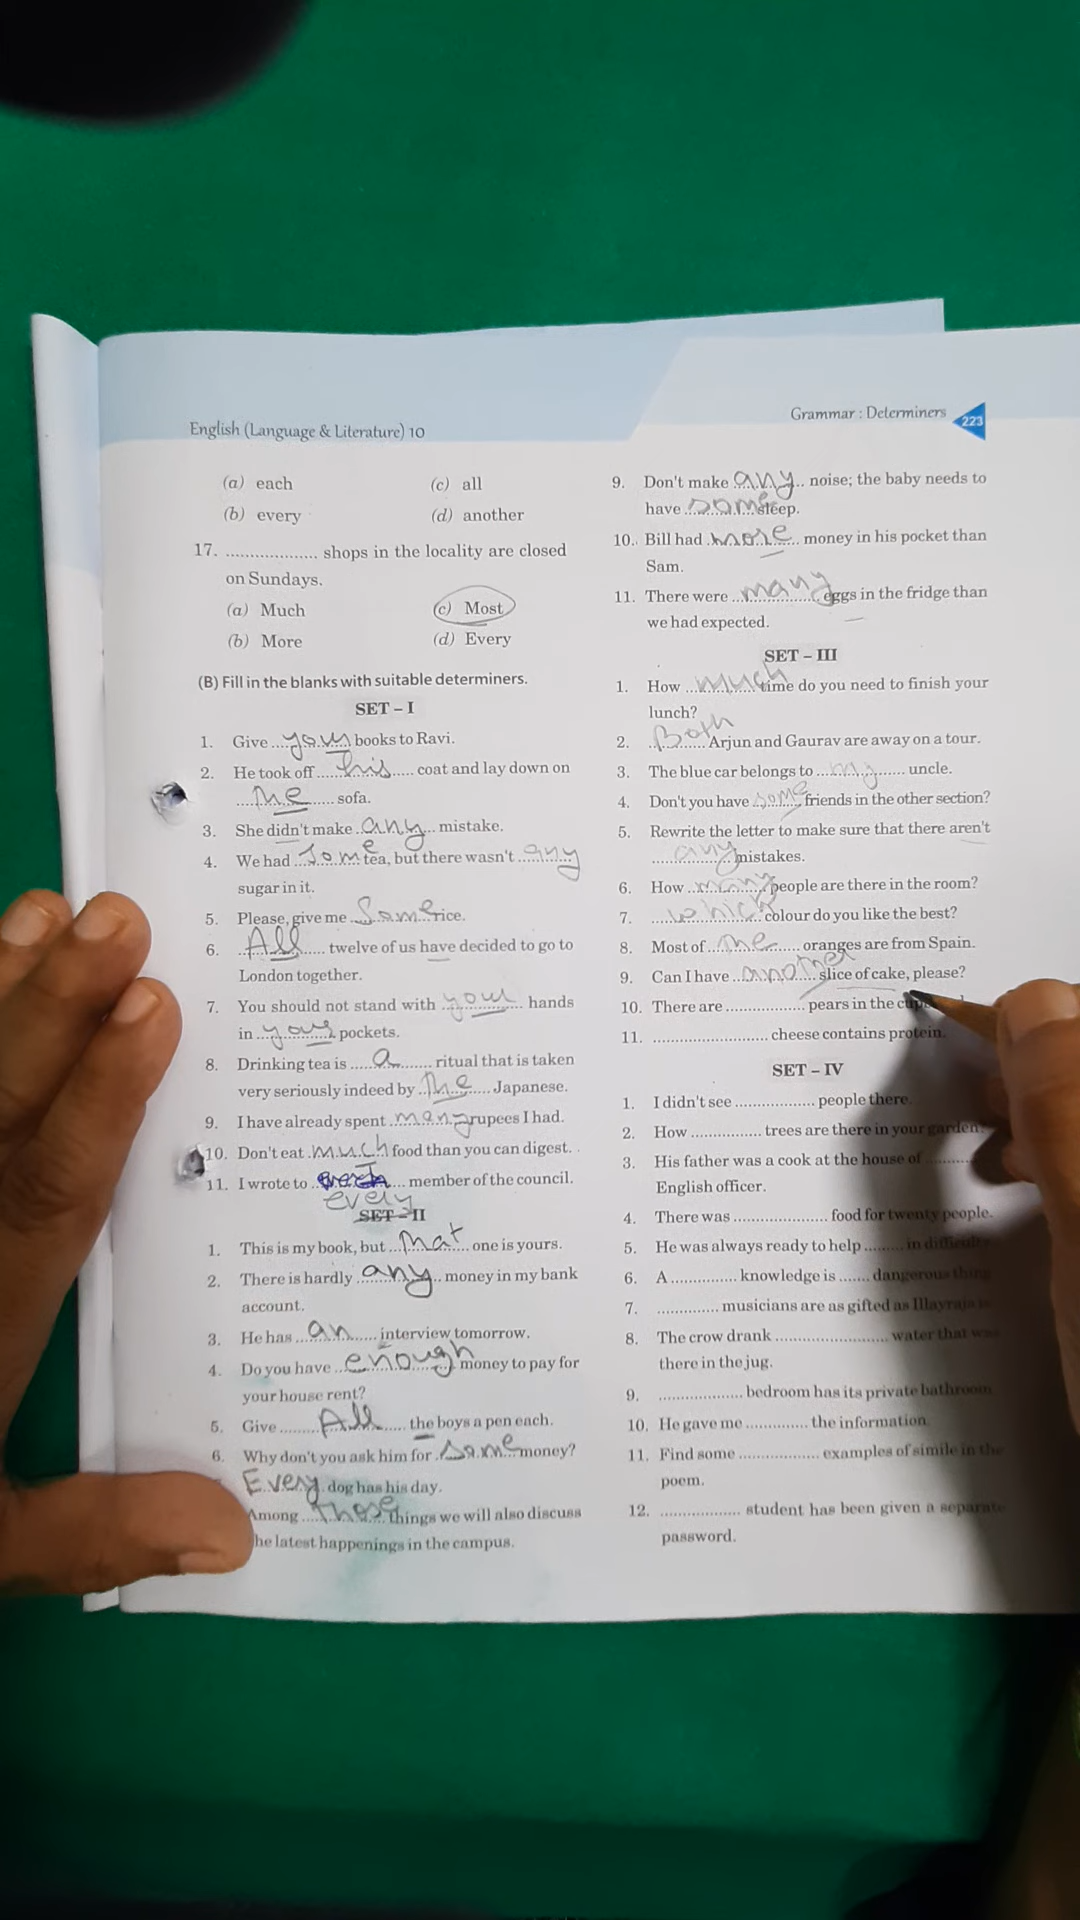 English (Language & Literature) 10
Grammar : Determiners 223
(a) each (c) all
(b) every (d) another
17. .................. shops in the locality are closed
on Sundays.
(a) Much (c) Most
(b) More (d) Every
(B) Fill in the blanks with suitable determiners.
SET – I
1. Give your books to Ravi.
2. He took off his coat and lay down on
the sofa.
3. She didn't make any mistake.
4. We had some tea, but there wasn't any
sugar in it.
5. Please, give me some rice.
6. All twelve of us have decided to go to
London together.
7. You should not stand with your hands
in your pockets.
8. Drinking tea is a ritual that is taken
very seriously indeed by the Japanese.
9. I have already spent many rupees I had.
10. Don't eat much food than you can digest.
11. I wrote to member of the council.
every
SET – II
1. This is my book, but that one is yours.
2. There is hardly any money in my bank
account.
3. He has an interview tomorrow.
4. Do you have enough money to pay for
your house rent?
5. Give All the boys a pen each.
6. Why don't you ask him for some money?
Every dog has his day.
Among those things we will also discuss
he latest happenings in the campus.
9. Don't make any noise; the baby needs to
have some sleep.
10. Bill had more money in his pocket than
Sam.
11. There were many eggs in the fridge than
we had expected.
SET – III
1. How much time do you need to finish your
lunch?
2. Both Arjun and Gaurav are away on a tour.
3. The blue car belongs to my uncle.
4. Don't you have some friends in the other section?
5. Rewrite the letter to make sure that there aren't
any mistakes.
6. How many people are there in the room?
7. which colour do you like the best?
8. Most of the oranges are from Spain.
9. Can I have another slice of cake, please?
10. There are .................. pears in the
11. .......................... cheese contains protein.
SET – IV
1. I didn't see .................. people there.
2. How ................ trees are there in your garden?
3. His father was a cook at the house of ..........
English officer.
4. There was ..................... food for twenty people.
5. He was always ready to help ......... in
6. A .............. knowledge is ....... dangerous thing
7. .............. musicians are as gifted as Illayraja is
8. The crow drank ......................... water that was
there in the jug.
9. ................... bedroom has its private bathroom
10. He gave me .............. the information.
11. Find some .................. examples of simile in the
poem.
12. .................. student has been given a separate
password.